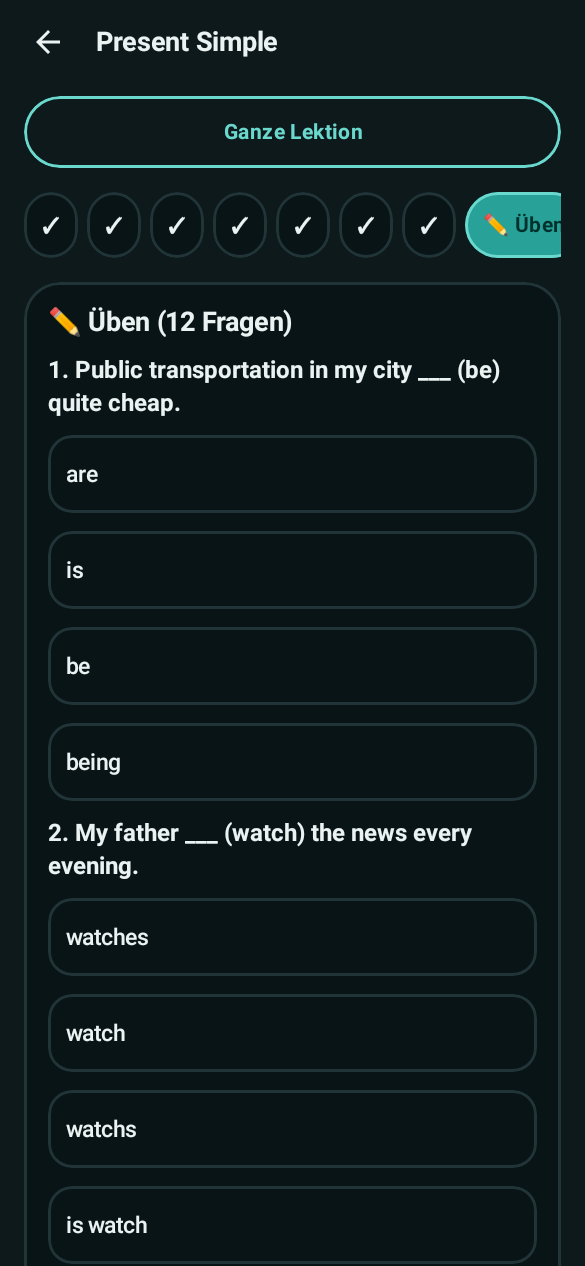 Present Simple
Ganze Lektion
✓ ✓ ✓ ✓ ✓ ✓ ✓ ✏️ Üben
✏️ Üben (12 Fragen)
1. Public transportation in my city ___ (be)
quite cheap.
are
is
be
being
2. My father ___ (watch) the news every
evening.
watches
watch
watchs
is watch